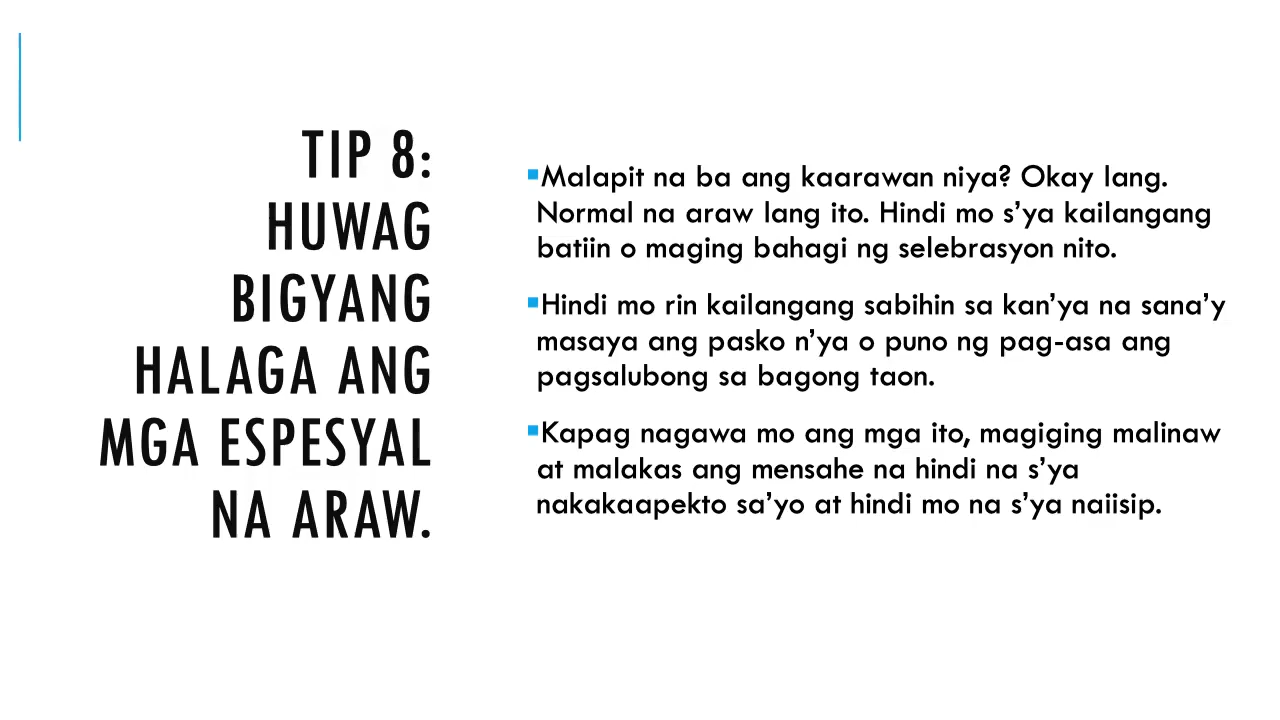 TIP 8:
HUWAG
BIGYANG
HALAGA ANG
MGA ESPESYAL
NA ARAW.
▪Malapit na ba ang kaarawan niya? Okay lang.
Normal na araw lang ito. Hindi mo s’ya kailangang
batiin o maging bahagi ng selebrasyon nito.
▪Hindi mo rin kailangang sabihin sa kan’ya na sana’y
masaya ang pasko n’ya o puno ng pag-asa ang
pagsalubong sa bagong taon.
▪Kapag nagawa mo ang mga ito, magiging malinaw
at malakas ang mensahe na hindi na s’ya
nakakaapekto sa’yo at hindi mo na s’ya naiisip.